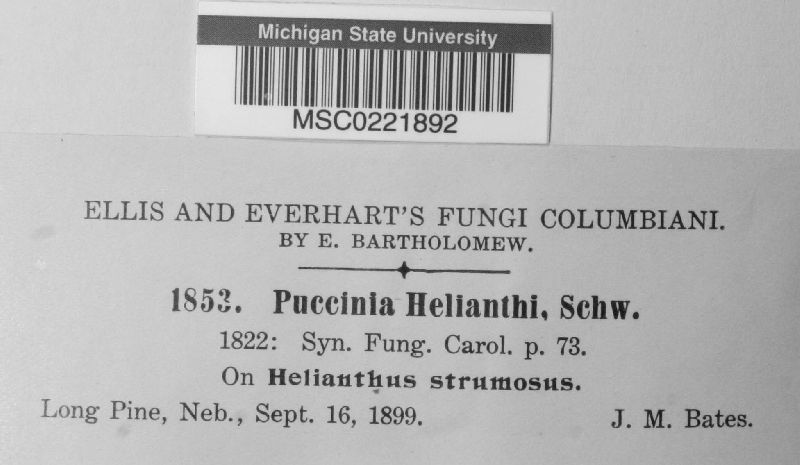 Michigan State University
MSC0221892
ELLIS AND EVERHART'S FUNGI COLUMBIANI.
BY E. BARTHOLOMEW.
1853. Puccinia Helianthi, Schw.
1822: Syn. Fung. Carol. p. 73.
On Helianthus strumosus.
Long Pine, Neb., Sept. 16, 1899. J. M. Bates.